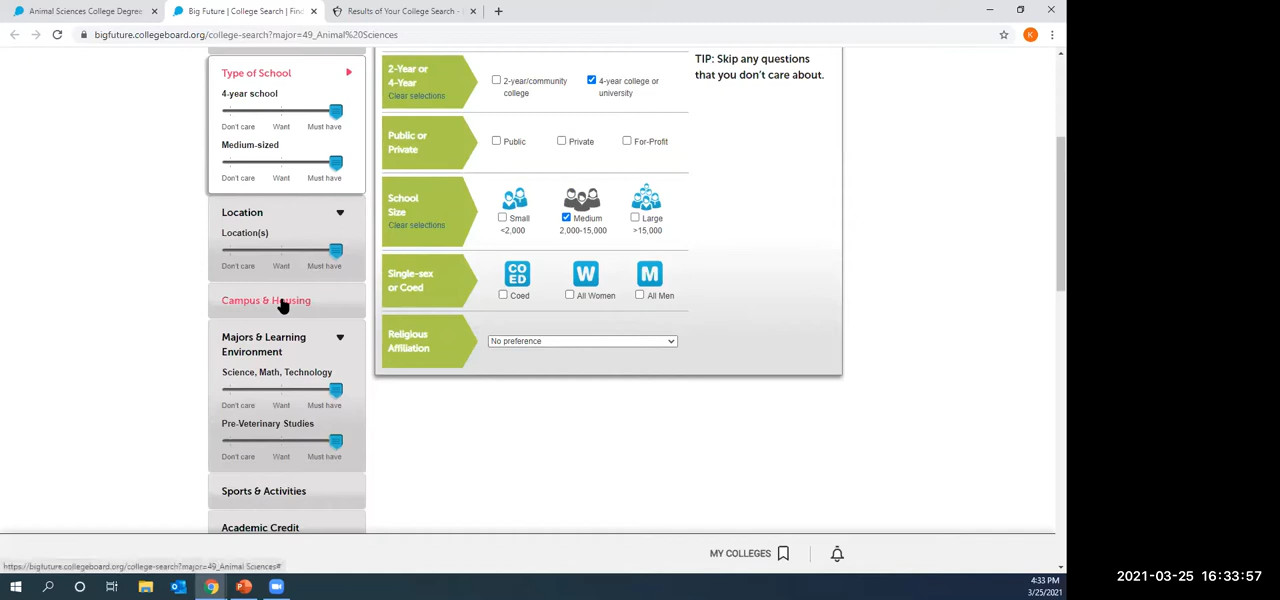 Animal Sciences College Degree
Big Future | College Search | Find
Results of Your College Search -
bigfuture.collegeboard.org/college-search?major=49_Animal%20Sciences
K
Type of School
4-year school
Don't care Want Must have
Medium-sized
Don't care Want Must have
Location
Location(s)
Don't care Want Must have
Campus & Housing
Majors & Learning
Environment
Science, Math, Technology
Don't care Want Must have
Pre-Veterinary Studies
Don't care Want Must have
Sports & Activities
Academic Credit
2-Year or
4-Year
Clear selections
2-year/community
college
4-year college or
university
Public or
Private
Public Private For-Profit
School
Size
Clear selections
Small
<2,000
Medium
2,000-15,000
Large
>15,000
Single-sex
or Coed
CO
ED
W
M
Coed All Women All Men
Religious
Affiliation
No preference
TIP: Skip any questions
that you don't care about.
MY COLLEGES
https://bigfuture.collegeboard.org/college-search?major=49_Animal Sciences#
4:33 PM
3/25/2021
2021-03-25 16:33:57